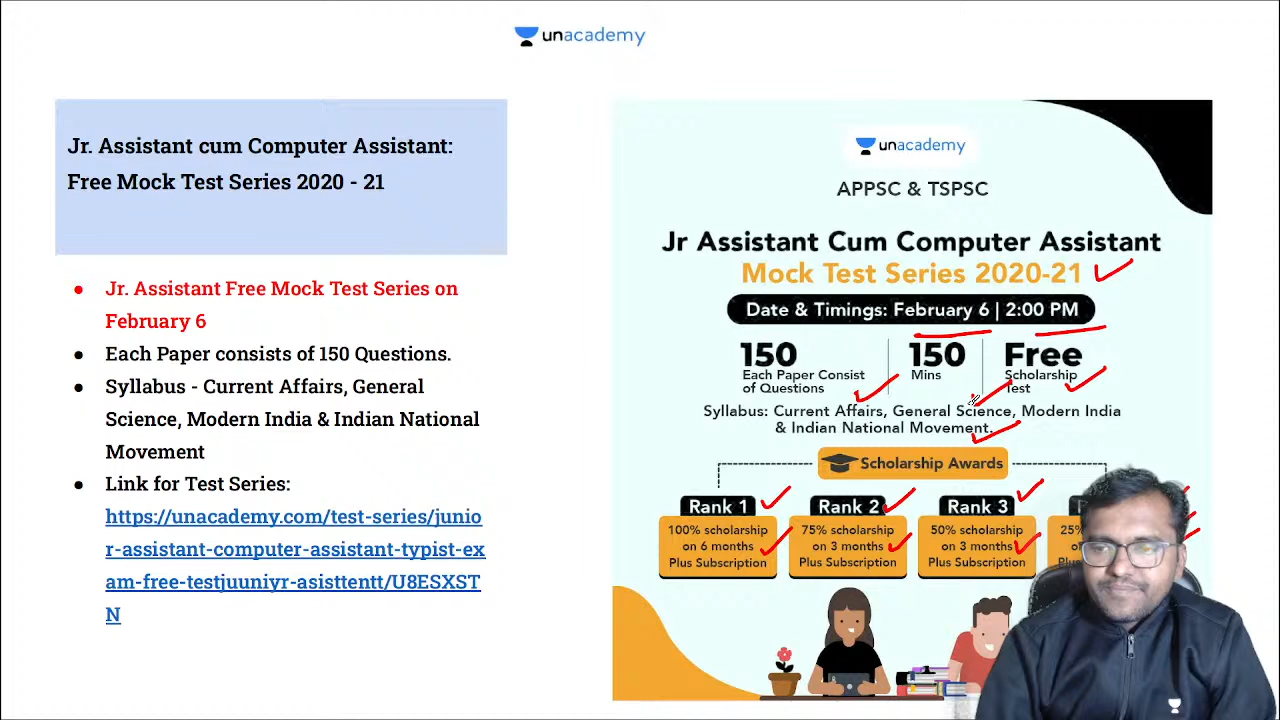 unacademy
Jr. Assistant cum Computer Assistant:
Free Mock Test Series 2020 - 21
● Jr. Assistant Free Mock Test Series on
February 6
● Each Paper consists of 150 Questions.
● Syllabus - Current Affairs, General
Science, Modern India & Indian National
Movement
● Link for Test Series:
https://unacademy.com/test-series/junio
r-assistant-computer-assistant-typist-ex
am-free-testjuuniyr-asisttentt/U8ESXST
N
unacademy
APPSC & TSPSC
Jr Assistant Cum Computer Assistant
Mock Test Series 2020-21
Date & Timings: February 6 | 2:00 PM
150
Each Paper Consist
of Questions
150
Mins
Free
Scholarship
Test
Syllabus: Current Affairs, General Science, Modern India
& Indian National Movement.
Scholarship Awards
Rank 1
100% scholarship
on 6 months
Plus Subscription
Rank 2
75% scholarship
on 3 months
Plus Subscription
Rank 3
50% scholarship
on 3 months
Plus Subscription
25%